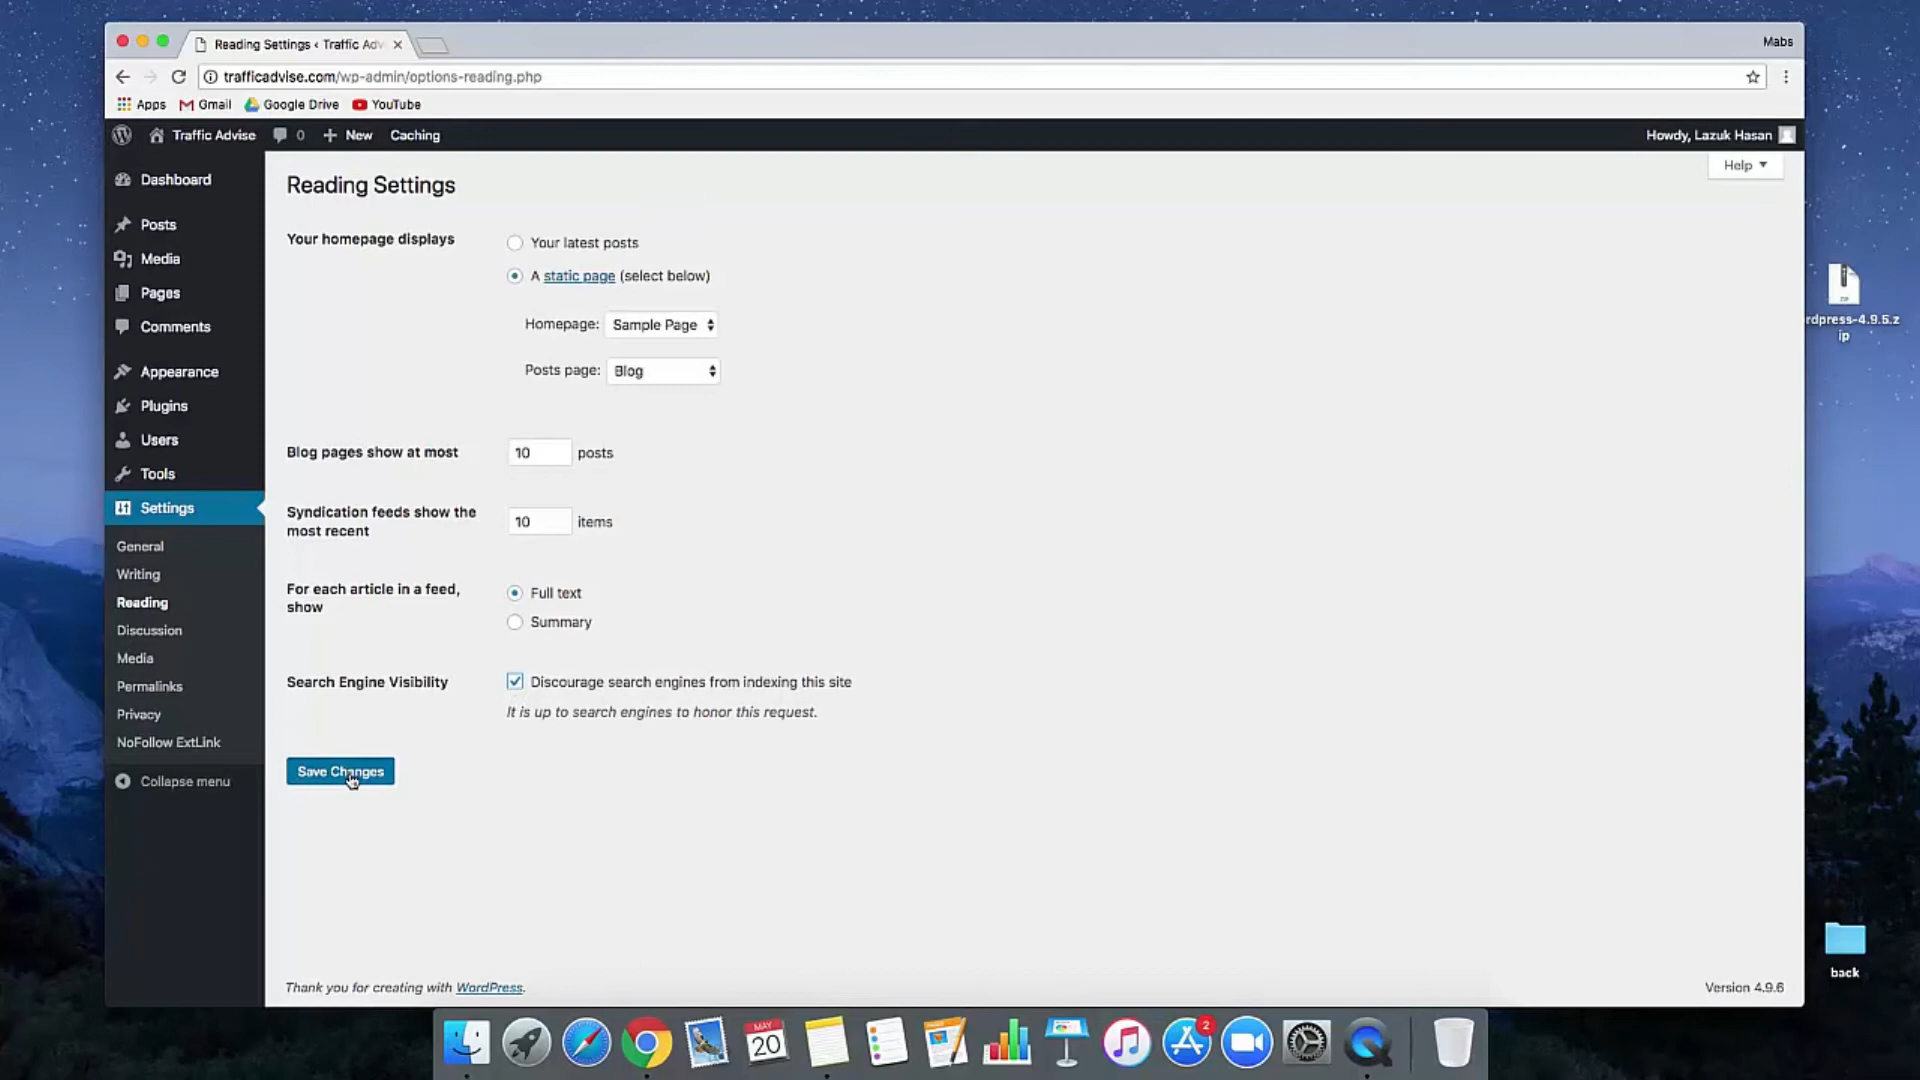 Reading Settings ‹ Traffic Adv
Mabs
trafficadvise.com/wp-admin/options-reading.php
Apps Gmail Google Drive YouTube
Traffic Advise 0 New Caching
Howdy, Lazuk Hasan
Help
Dashboard
Posts
Media
Pages
Comments
Appearance
Plugins
Users
Tools
Settings
General
Writing
Reading
Discussion
Media
Permalinks
Privacy
NoFollow ExtLink
Collapse menu
Reading Settings
Your homepage displays
Your latest posts
A static page (select below)
Homepage: Sample Page
Posts page: Blog
Blog pages show at most 10 posts
Syndication feeds show the
most recent
10 items
For each article in a feed,
show
Full text
Summary
Search Engine Visibility
Discourage search engines from indexing this site
It is up to search engines to honor this request.
Save Changes
Thank you for creating with WordPress.
Version 4.9.6
ZIP
rdpress-4.9.5.z
ip
back
MAY
20
2